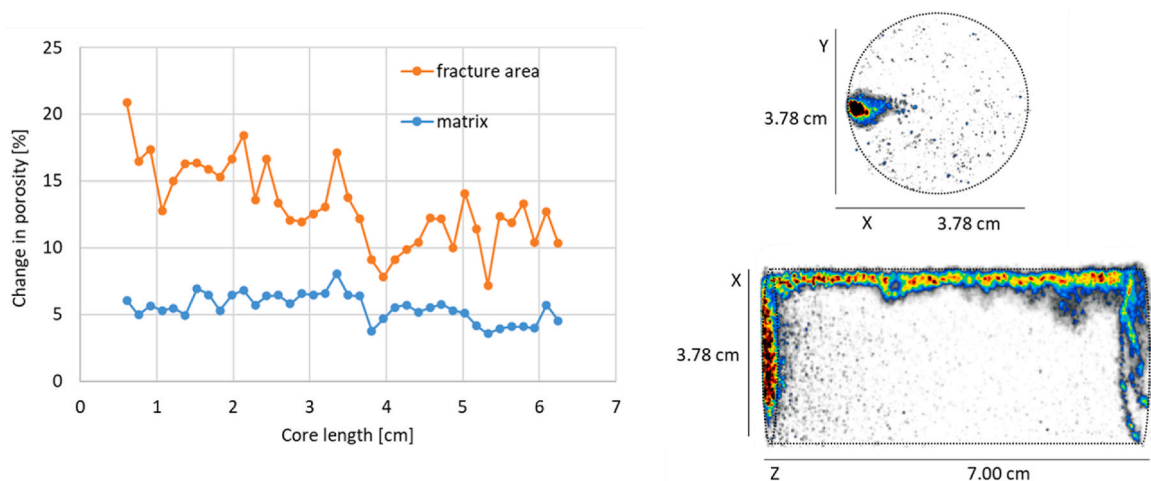 25
20
15
10
5
0
Change in porosity [%]
fracture area
matrix
0 1 2 3 4 5 6 7
Core length [cm]
Y
3.78 cm
X 3.78 cm
X
3.78 cm
Z 7.00 cm